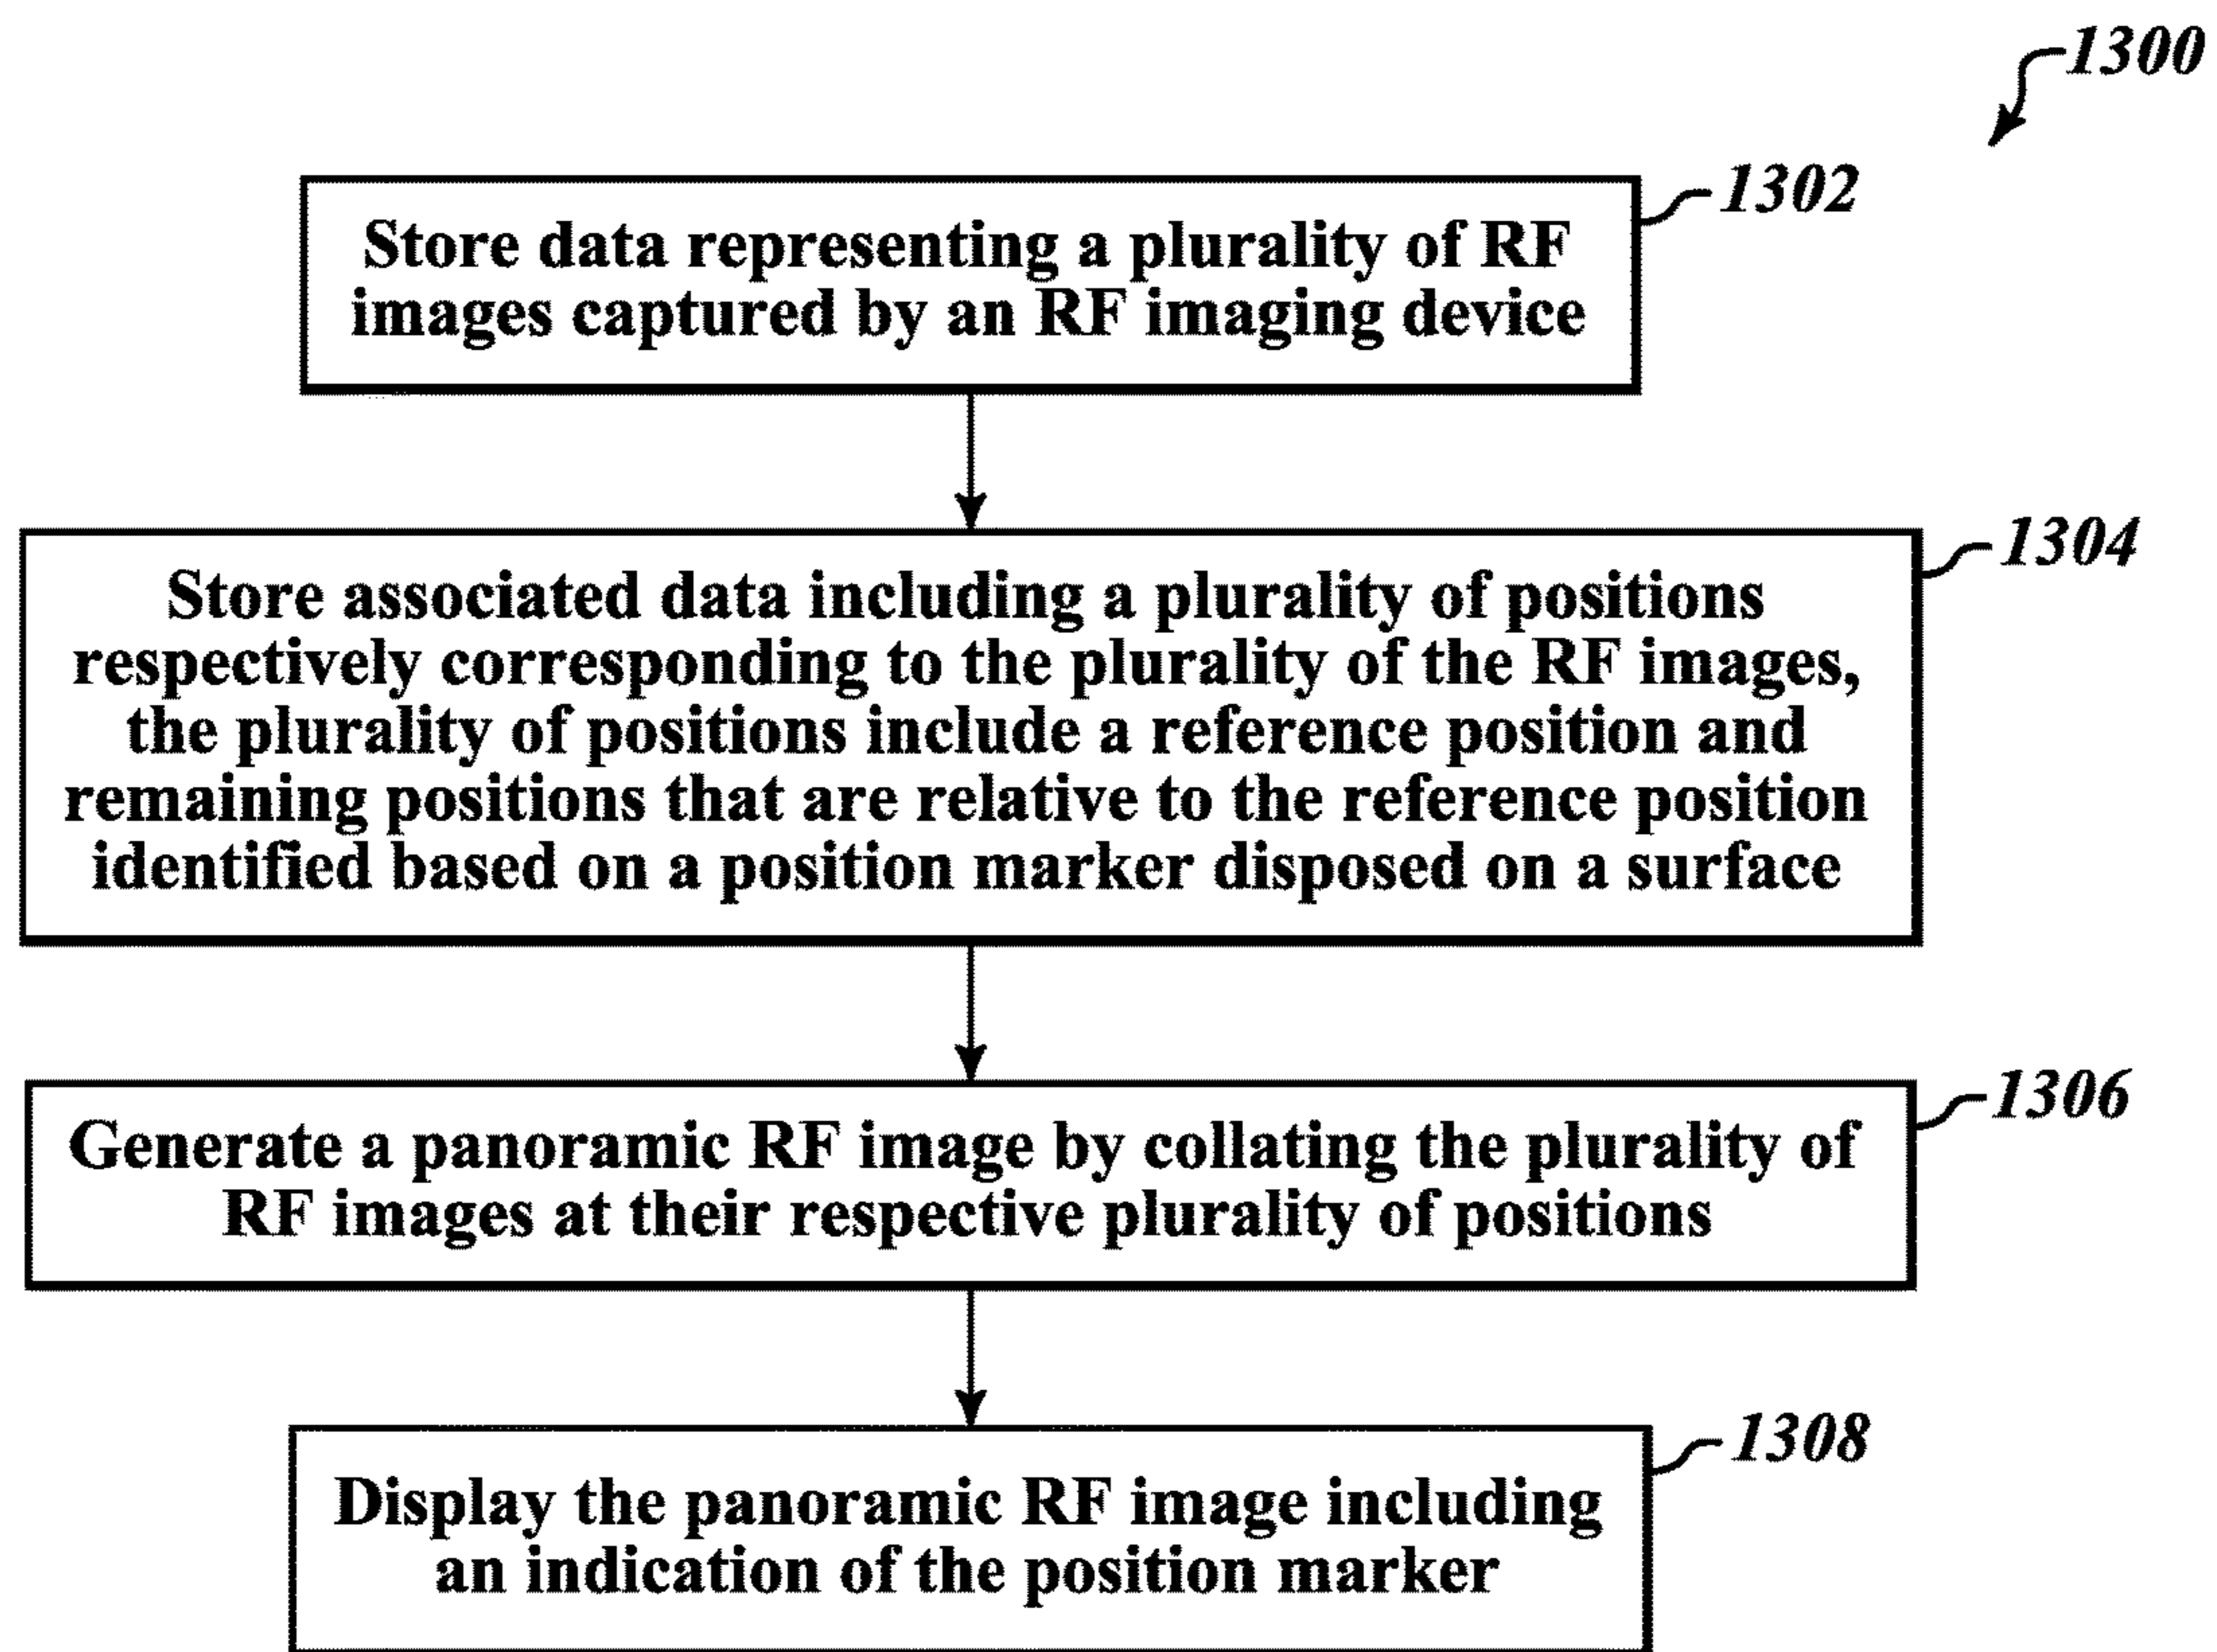 1300
1302
Store data representing a plurality of RF
images captured by an RF imaging device
1304
Store associated data including a plurality of positions
respectively corresponding to the plurality of the RF images,
the plurality of positions include a reference position and
remaining positions that are relative to the reference position
identified based on a position marker disposed on a surface
1306
Generate a panoramic RF image by collating the plurality of
RF images at their respective plurality of positions
1308
Display the panoramic RF image including
an indication of the position marker